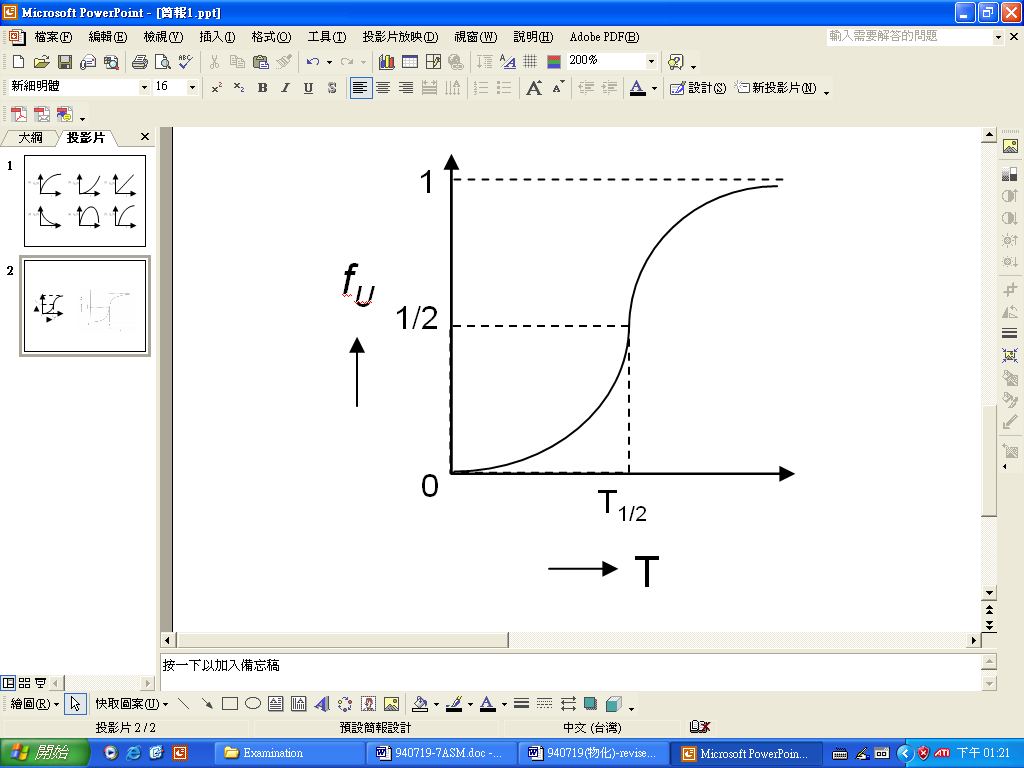 Microsoft PowerPoint - [簡報1.ppt]
檔案(F) 編輯(E) 檢視(V) 插入(I) 格式(O) 工具(T) 投影片放映(D) 視窗(W) 說明(H) Adobe PDF(B) 輸入需要解答的問題
200%
新細明體 16 設計(S) 新投影片(N)
大綱 投影片
1
2
1
fU
1/2
0
T1/2
T
按一下以加入備忘稿
繪圖(R) 快取圖案(U)
投影片 2 / 2 預設簡報設計 中文 (台灣)
開始 Examination 940719-7ASM.doc -... 940719(物化)-revise... Microsoft PowerPoin... 下午 01:21